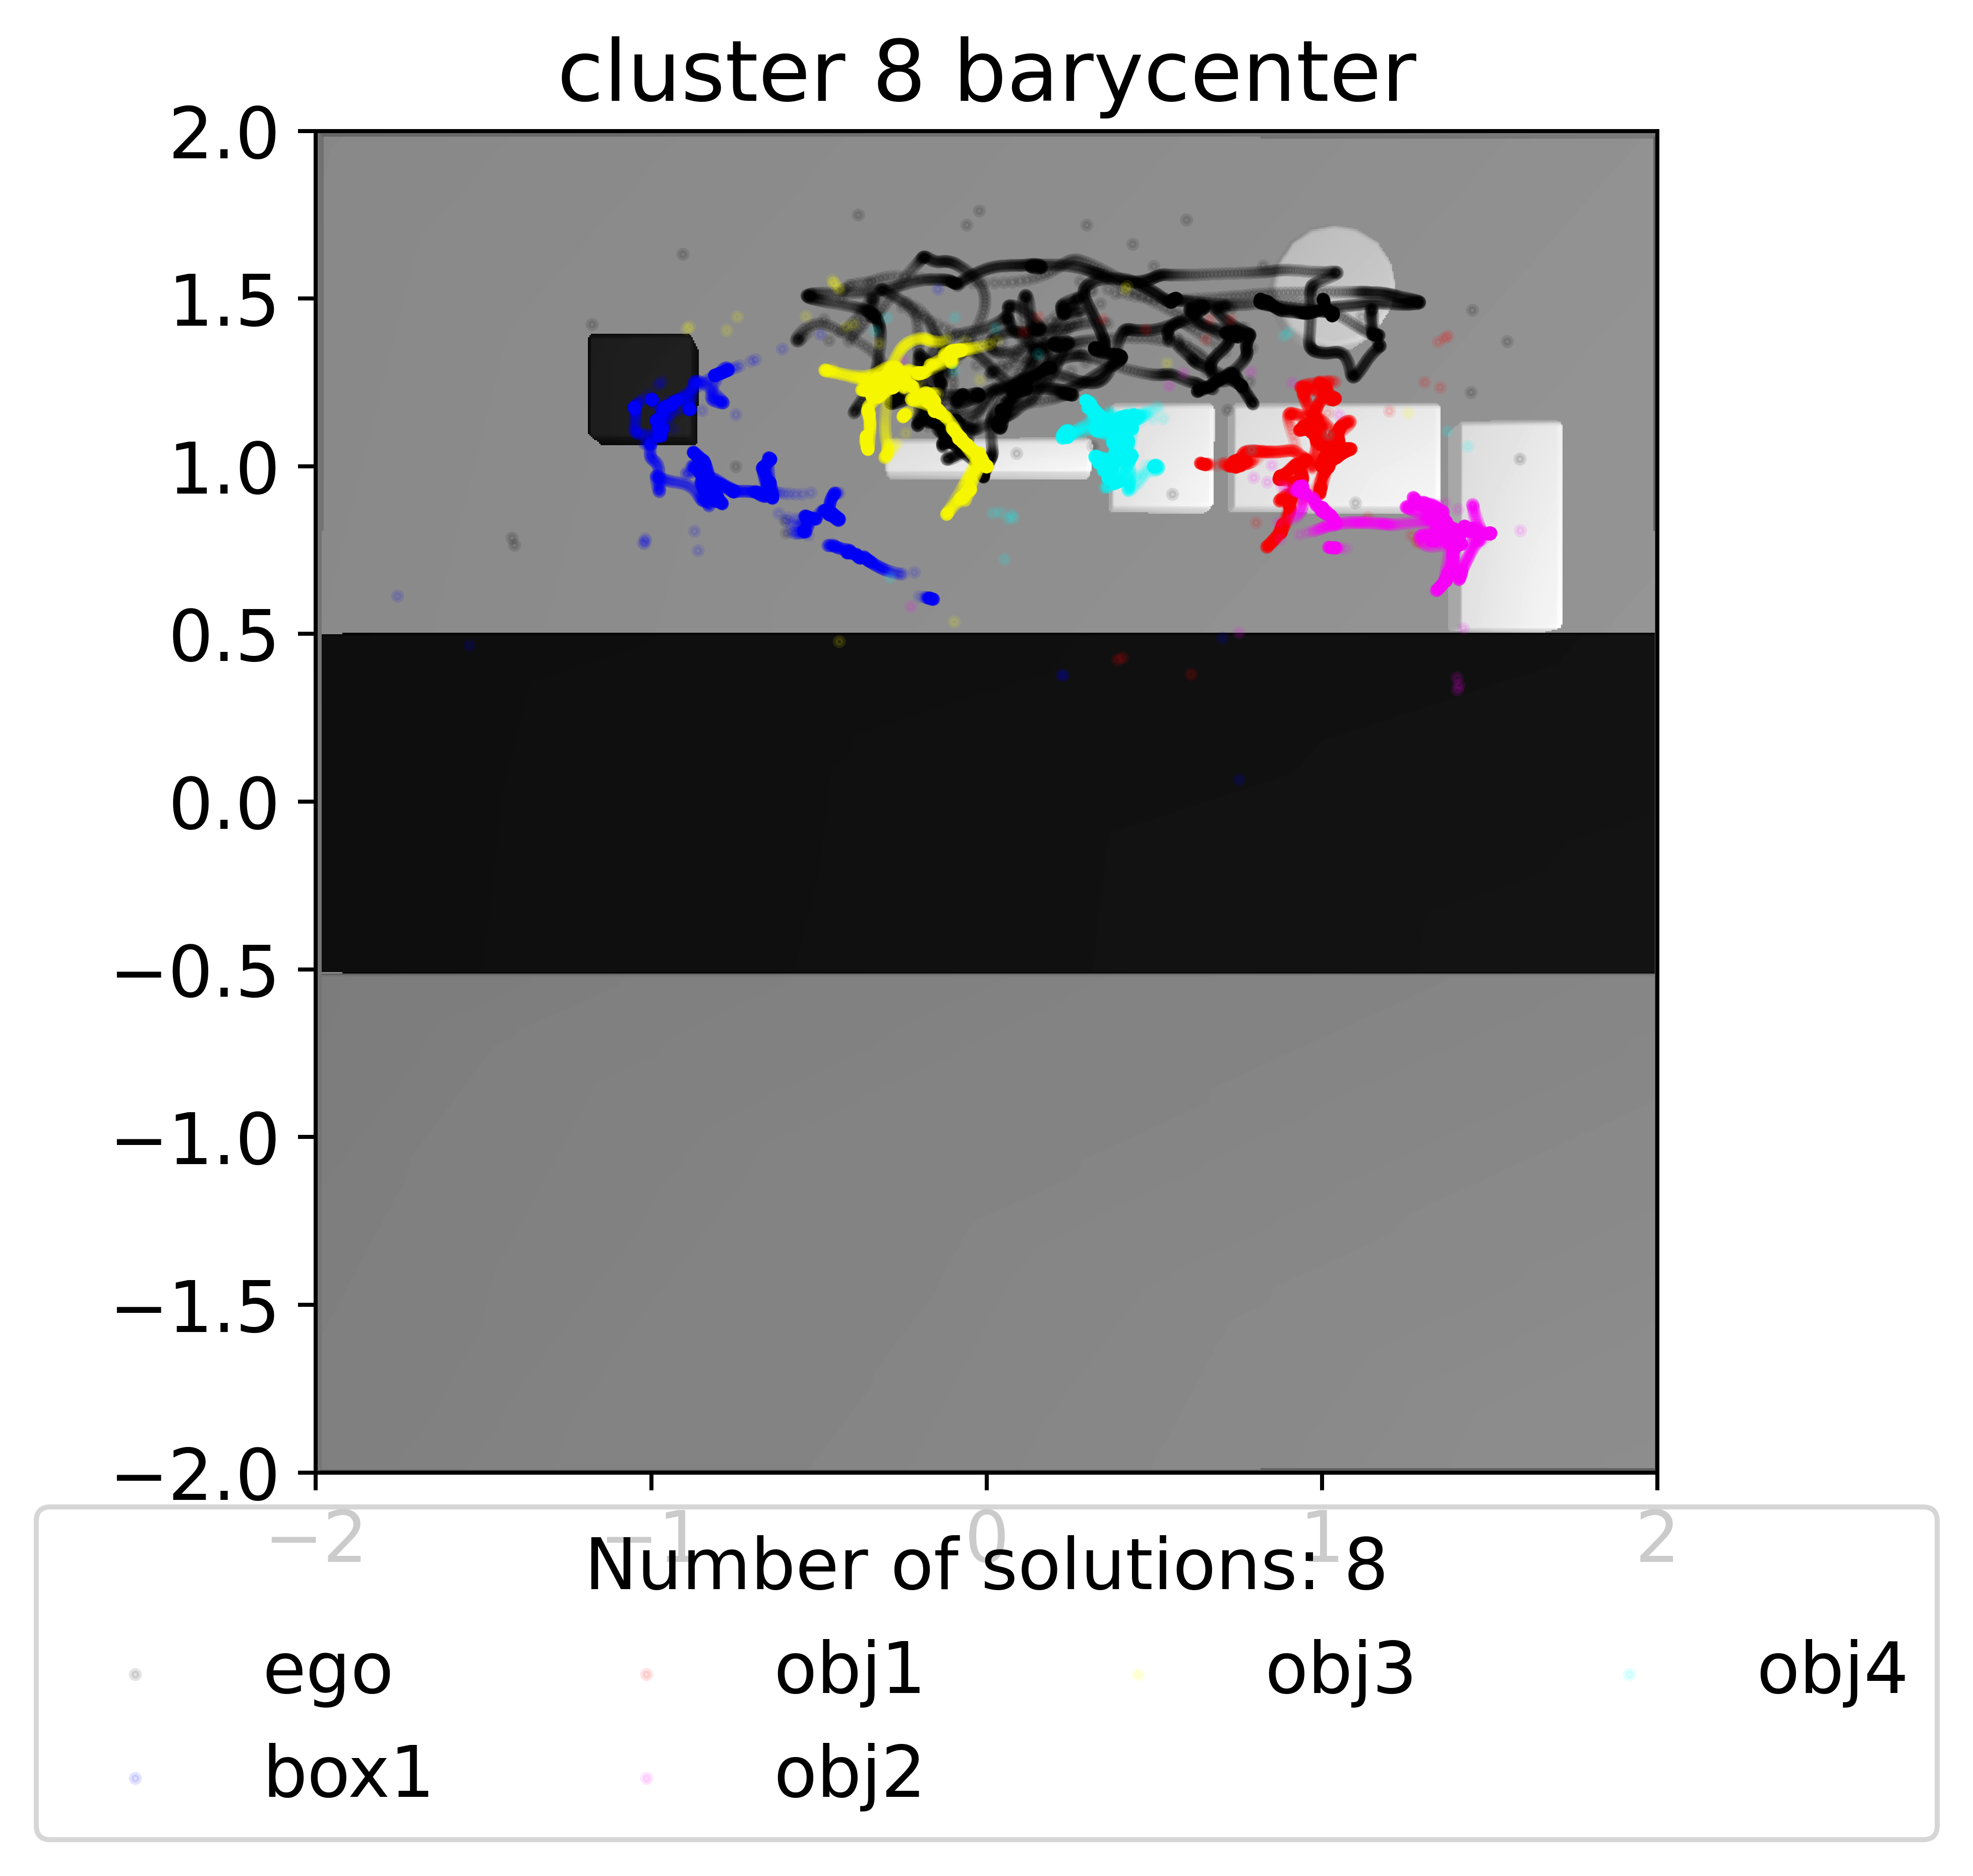 cluster 8 barycenter
2.0
1.5
1.0
0.5
0.0
−0.5
−1.0
−1.5
−2.0
−2 −1 0 1 2
Number of solutions: 8
ego obj1 obj3 obj4
box1 obj2